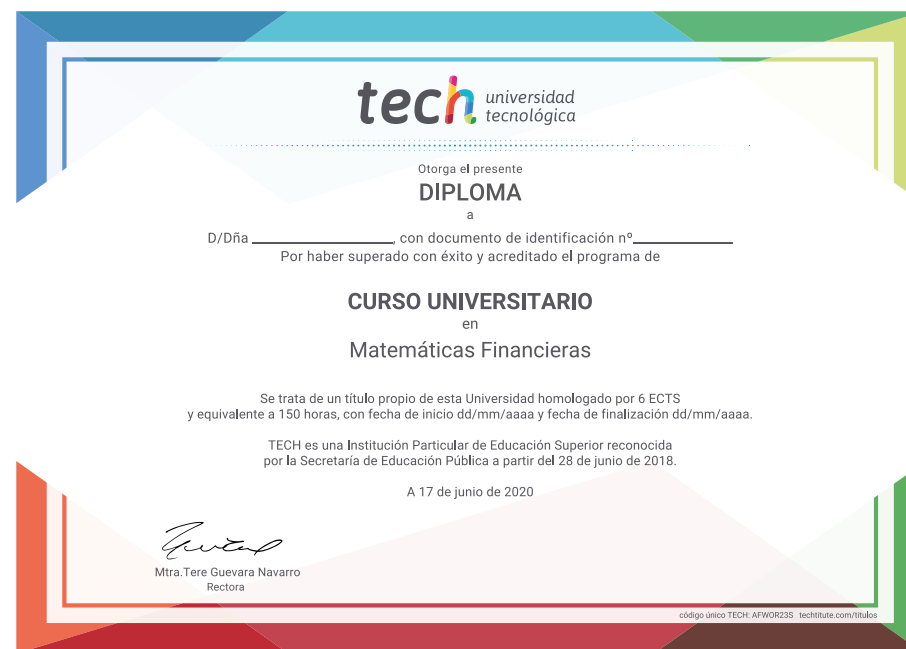 tech universidad
tecnológica
Otorga el presente
DIPLOMA
a
D/Dña ____________________, con documento de identificación nº______________
Por haber superado con éxito y acreditado el programa de
CURSO UNIVERSITARIO
en
Matemáticas Financieras
Se trata de un título propio de esta Universidad homologado por 6 ECTS
y equivalente a 150 horas, con fecha de inicio dd/mm/aaaa y fecha de finalización dd/mm/aaaa.
TECH es una Institución Particular de Educación Superior reconocida
por la Secretaría de Educación Pública a partir del 28 de junio de 2018.
A 17 de junio de 2020
Mtra.Tere Guevara Navarro
Rectora
código único TECH: AFWOR23S techtitute.com/titulos